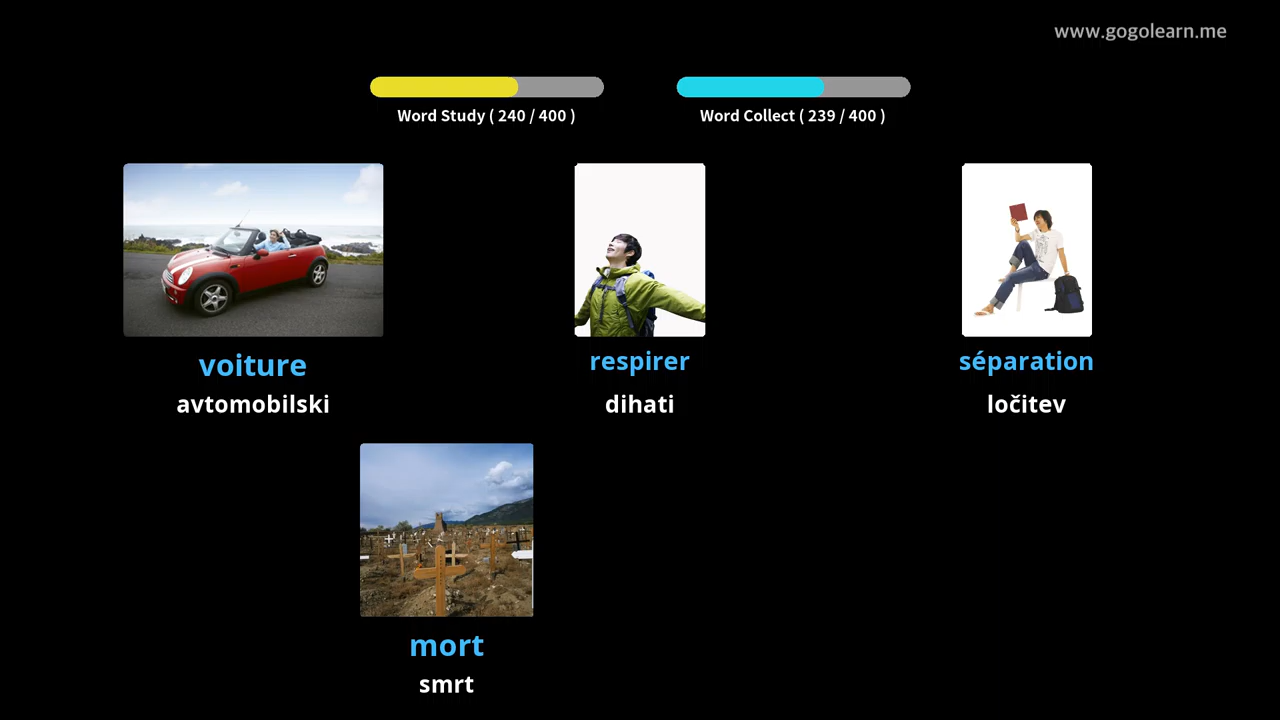 www.gogolearn.me
Word Study ( 240 / 400 )
Word Collect ( 239 / 400 )
voiture
respirer
séparation
avtomobilski
dihati
ločitev
mort
smrt